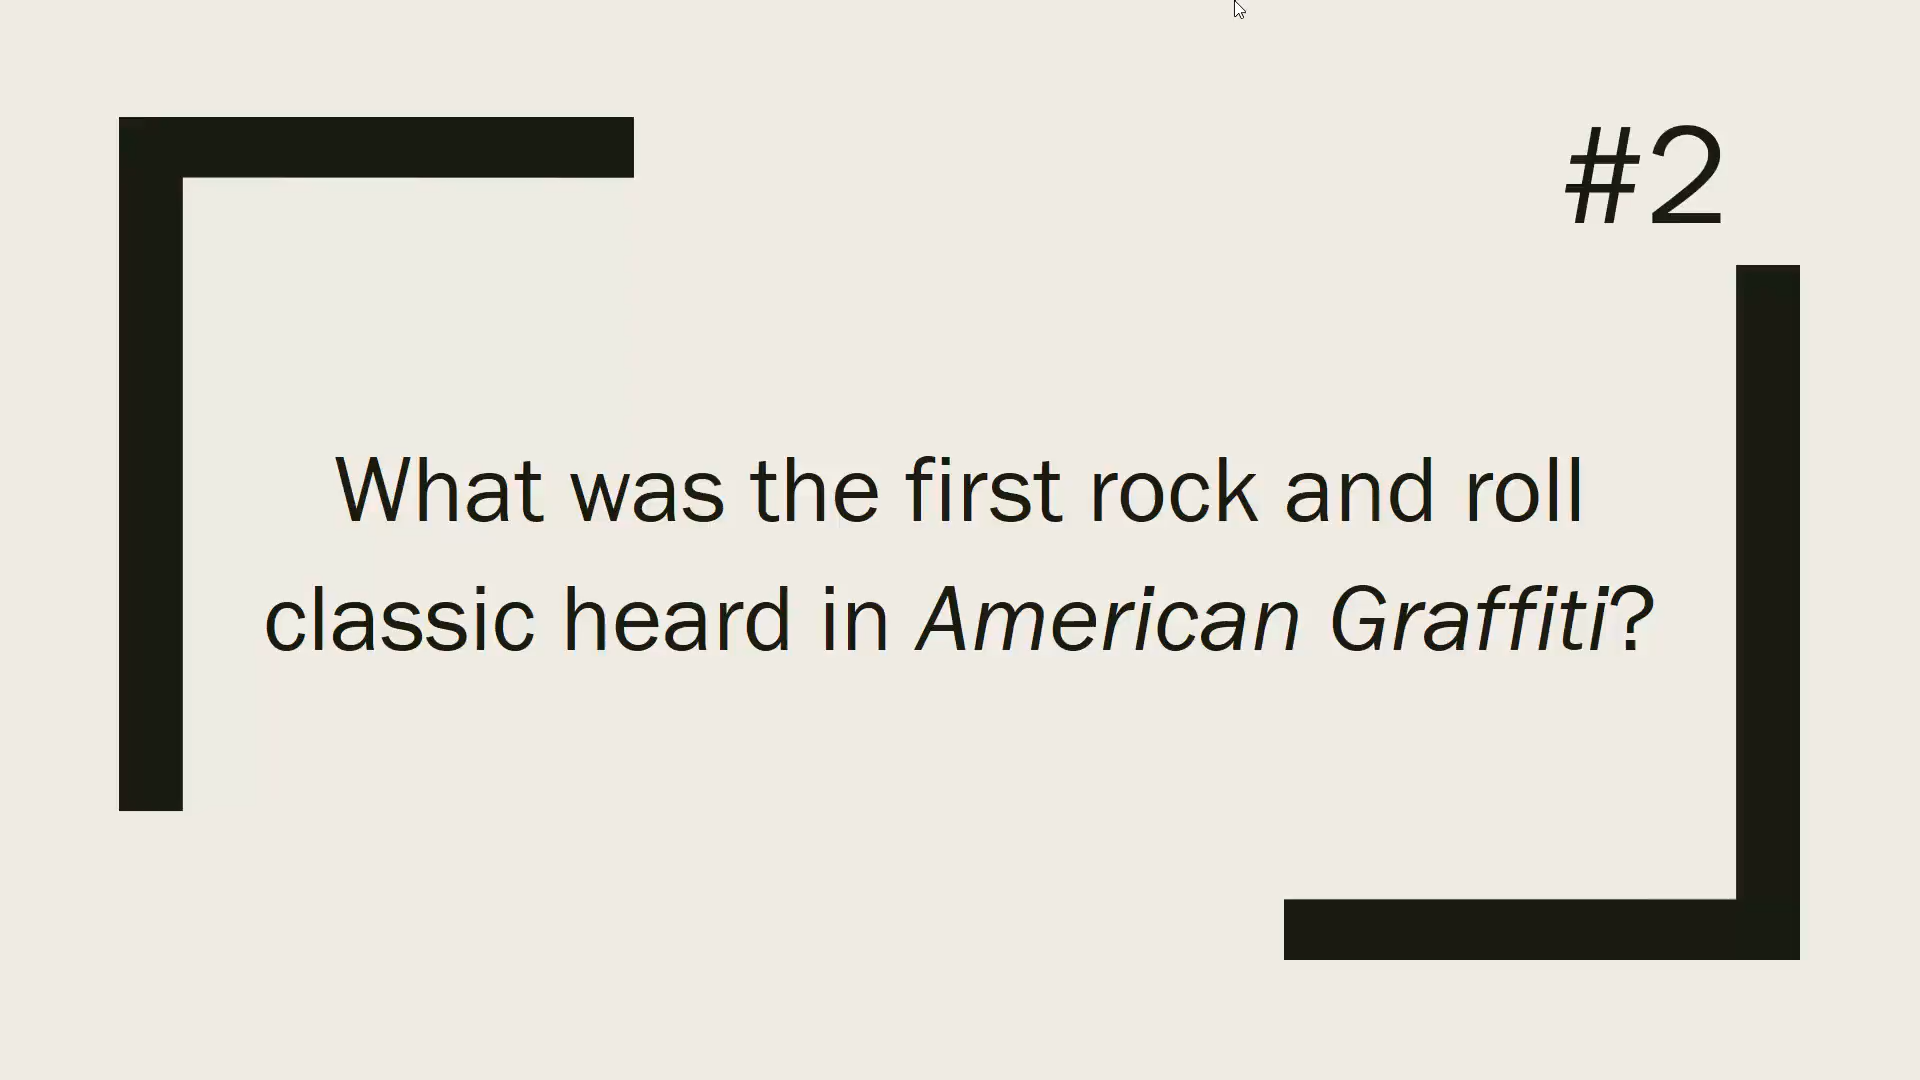 #2
What was the first rock and roll
classic heard in American Graffiti?